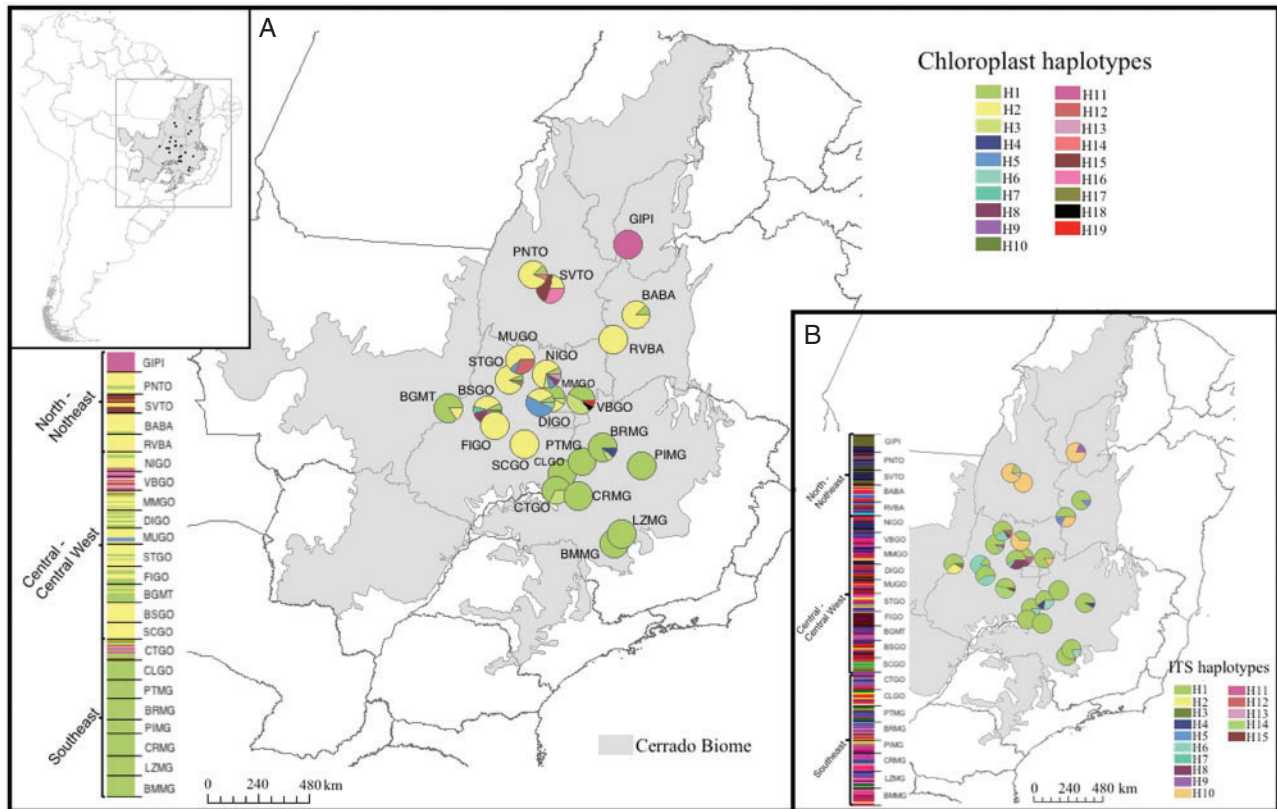 A
Chloroplast haplotypes
H1
H2
H3
H4
H5
H6
H7
H8
H9
H10
H11
H12
H13
H14
H15
H16
H17
H18
H19
GIPI
PNTO
SVTO
BABA
RVBA
MUGO
STGO
NIGO
MMGO
BGMT
BSGO
VBGO
DIGO
FIGO
BRMG
PTMG
SCGO
CLGO
PIMG
CTGO
CRMG
LZMG
BMMG
Cerrado Biome
0 240 480 km
North - Notheast
Central - Central West
Southeast
GIPI
PNTO
SVTO
BABA
RVBA
NIGO
VBGO
MMGO
DIGO
MUGO
STGO
FIGO
BGMT
BSGO
SCGO
CTGO
CLGO
PTMG
BRMG
PIMG
CRMG
LZMG
BMMG
B
North - Notheast
Central - Central West
Southeast
GIPI
PNTO
SVTO
BABA
RVBA
NIGO
VBGO
MMGO
DIGO
MUGO
STGO
FIGO
BGMT
BSGO
SCGO
CTGO
CLGO
PTMG
BRMG
PIMG
CRMG
LZMG
BMMG
ITS haplotypes
H1
H2
H3
H4
H5
H6
H7
H8
H9
H10
H11
H12
H13
H14
H15
0 240 480 km